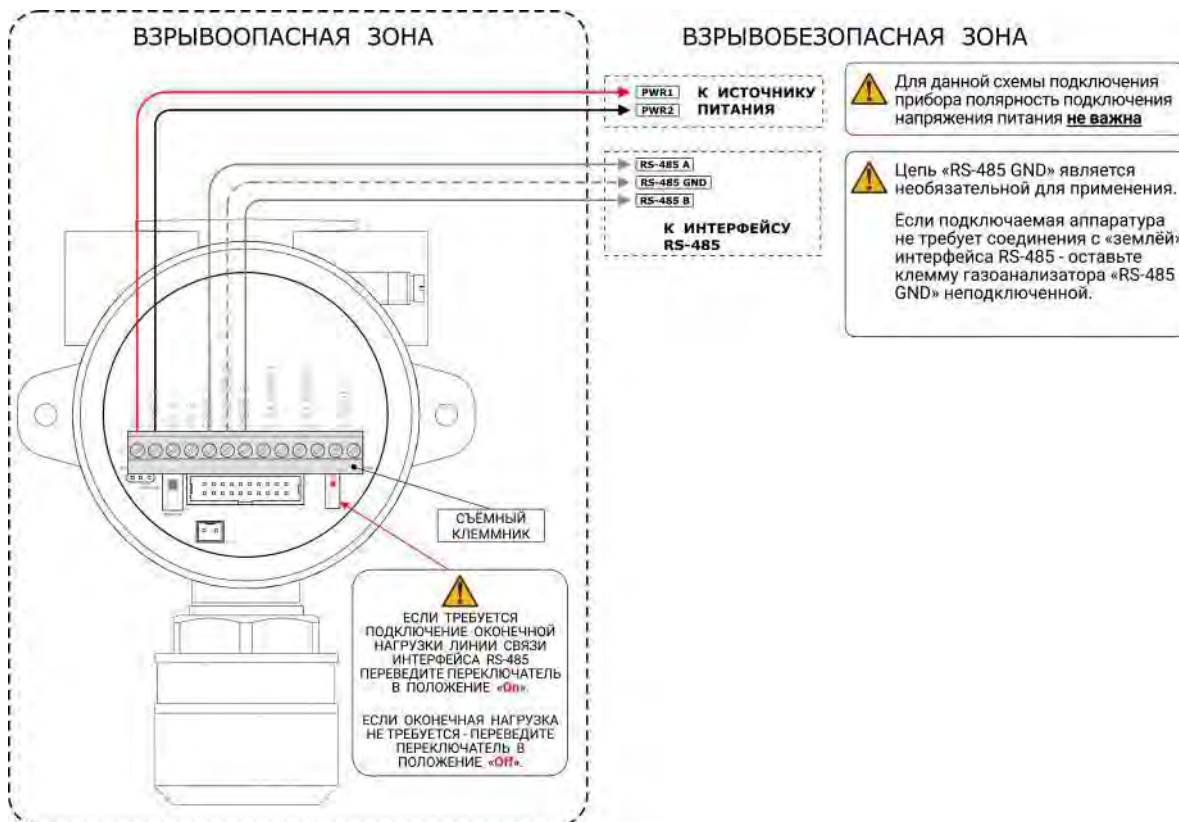 ВЗРЫВООПАСНАЯ ЗОНА
ВЗРЫВОБЕЗОПАСНАЯ ЗОНА
PWR1
PWR2
К ИСТОЧНИКУ
ПИТАНИЯ
Для данной схемы подключения
прибора полярность подключения
напряжения питания не важна
RS-485 A
RS-485 GND
RS-485 B
К ИНТЕРФЕЙСУ
RS-485
Цепь «RS-485 GND» является
необязательной для применения.
Если подключаемая аппаратура
не требует соединения с «землёй»
интерфейса RS-485 - оставьте
клемму газоанализатора «RS-485
GND» неподключенной.
СЪЁМНЫЙ
КЛЕММНИК
ЕСЛИ ТРЕБУЕТСЯ
ПОДКЛЮЧЕНИЕ ОКОНЕЧНОЙ
НАГРУЗКИ ЛИНИИ СВЯЗИ
ИНТЕРФЕЙСА RS-485
ПЕРЕВЕДИТЕ ПЕРЕКЛЮЧАТЕЛЬ
В ПОЛОЖЕНИЕ «On».
ЕСЛИ ОКОНЕЧНАЯ НАГРУЗКА
НЕ ТРЕБУЕТСЯ - ПЕРЕВЕДИТЕ
ПЕРЕКЛЮЧАТЕЛЬ В
ПОЛОЖЕНИЕ «Off».